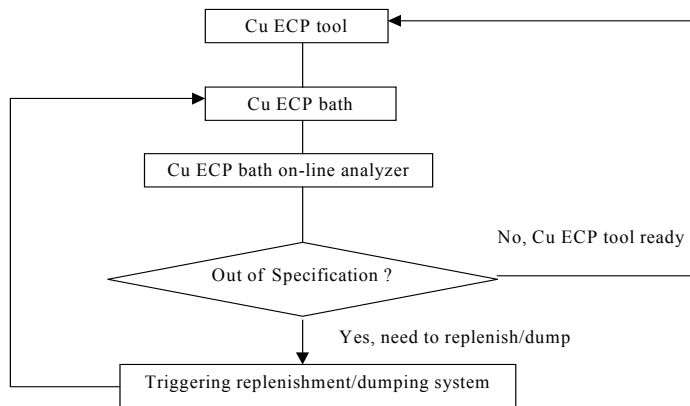 Cu ECP tool
Cu ECP bath
Cu ECP bath on-line analyzer
No, Cu ECP tool ready
Out of Specification ?
Yes, need to replenish/dump
Triggering replenishment/dumping system